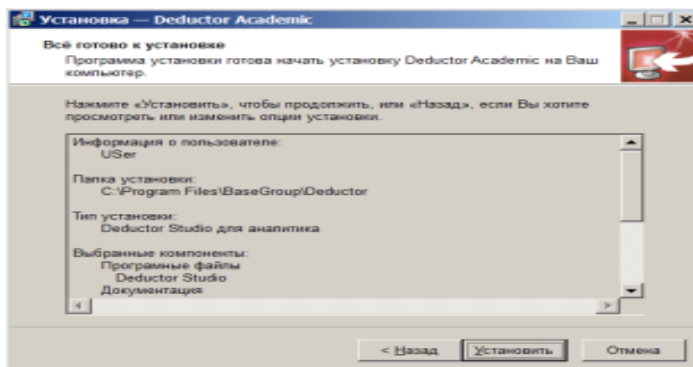 Установка — Deductor Academic
Всё готово к установке
Программа установки готова начать установку Deductor Academic на Ваш
компьютер.
Нажмите «Установить», чтобы продолжить, или «Назад», если Вы хотите
просмотреть или изменить опции установки.
Информация о пользователе:
USer
Папка установки:
C:\Program Files\BaseGroup\Deductor
Тип установки:
Deductor Studio для аналитика
Выбранные компоненты:
Програмные файлы
Deductor Studio
Документация
< Назад
Установить
Отмена